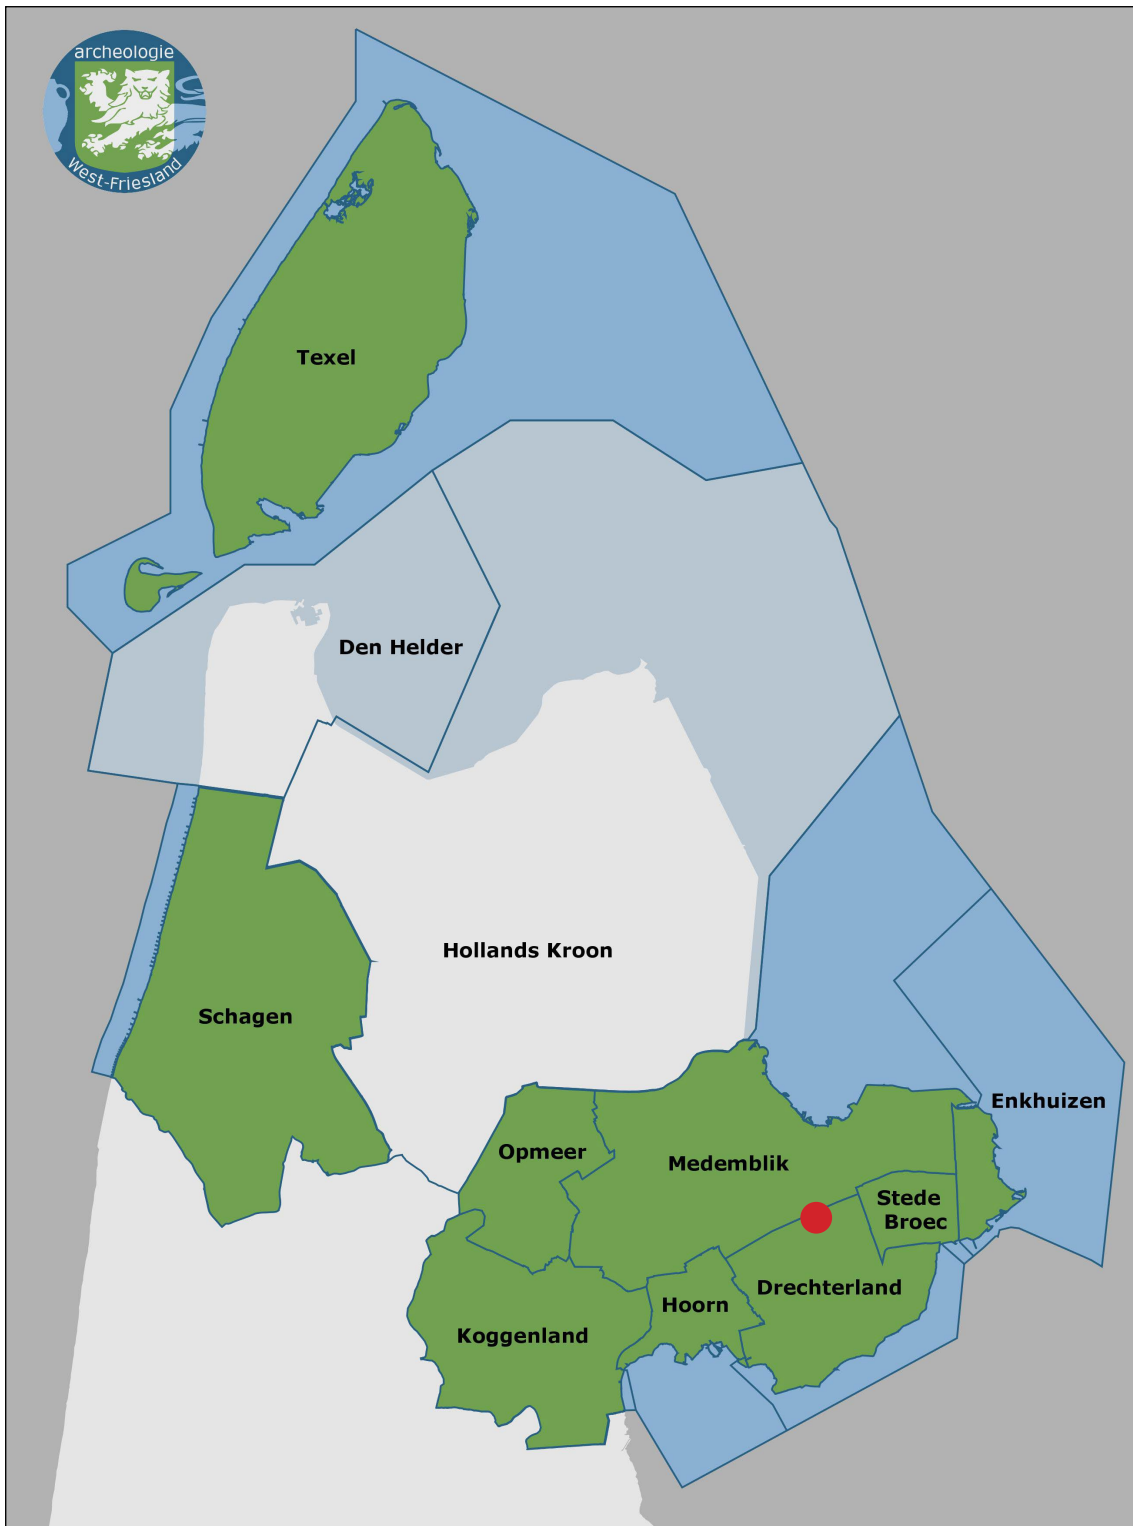 archeologie
West-Friesland
Texel
Den Helder
Hollands Kroon
Schagen
Enkhuizen
Opmeer
Medemblik
Stede
Broec
Drechterland
Hoorn
Koggenland